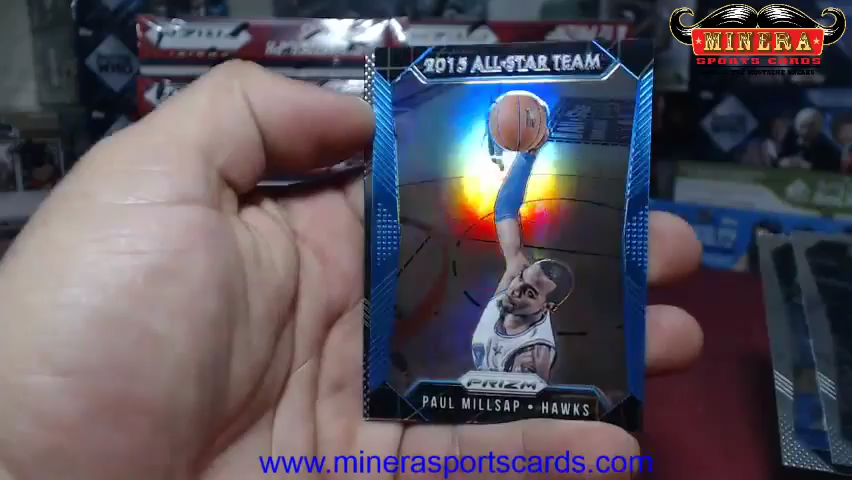 MINERA
SPORTS CARDS
2015 ALL-STAR TEAM
PRIZM
PAUL MILLSAP • HAWKS
www.minerasportscards.com